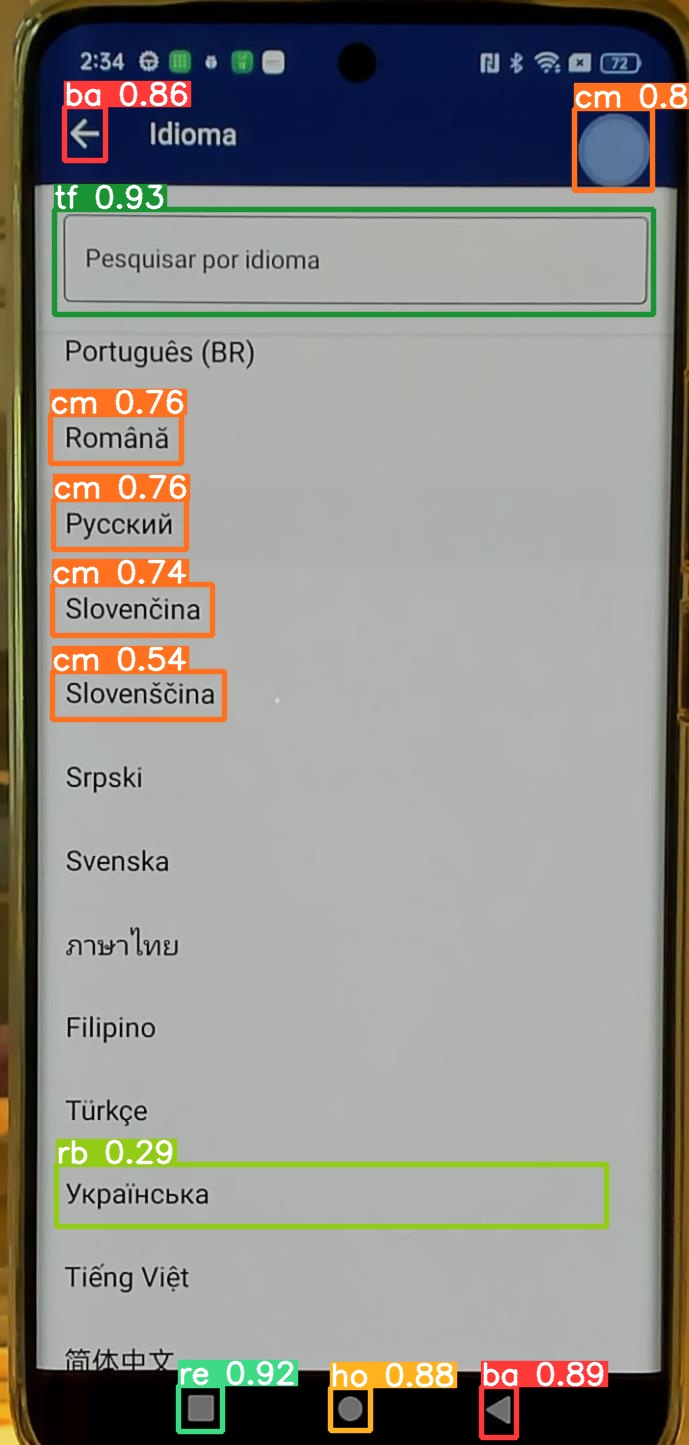 2:34 72
ba 0.86
cm 0.8
Idioma
tf 0.93
Pesquisar por idioma
Português (BR)
cm 0.76
Română
cm 0.76
Русский
cm 0.74
Slovenčina
cm 0.54
Slovenščina
Srpski
Svenska
ภาษาไทย
Filipino
Türkçe
rb 0.29
Українська
Tiếng Việt
简体中文
re 0.92 ho 0.88 ba 0.89